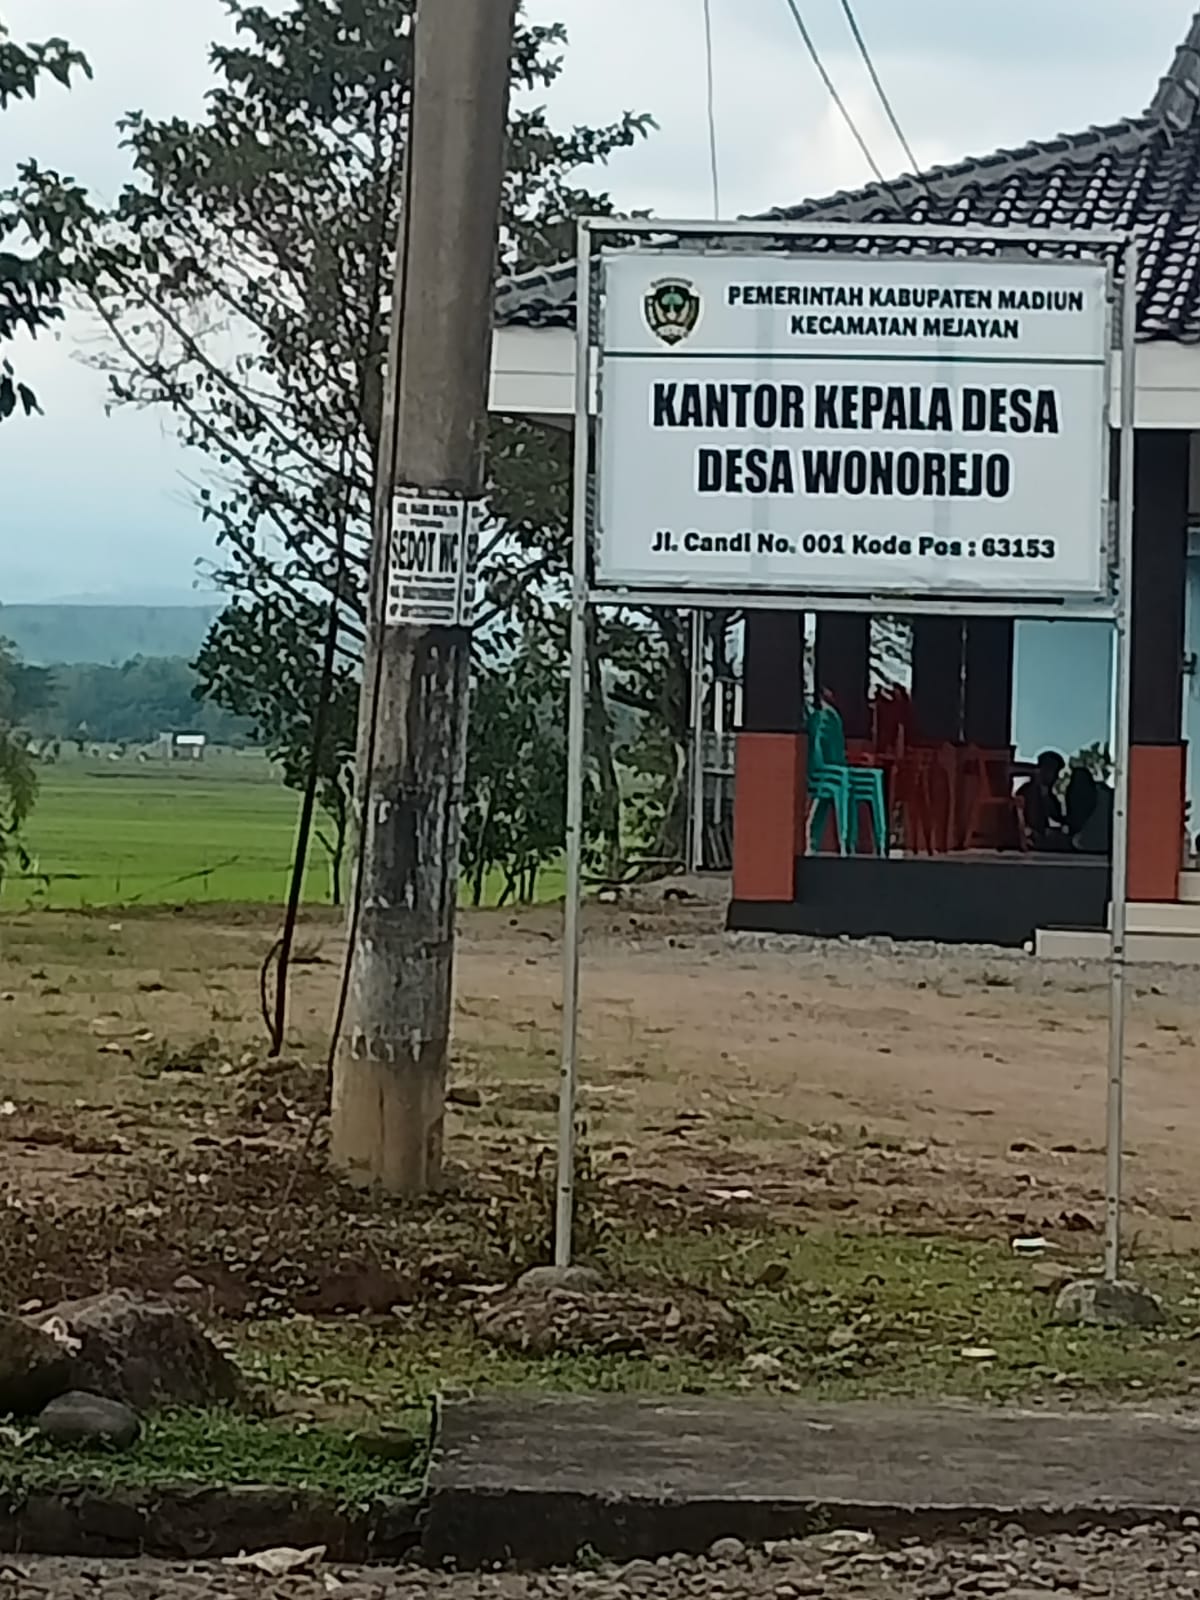 PEMERINTAH KABUPATEN MADIUN
KECAMATAN MEJAYAN
KANTOR KEPALA DESA
DESA WONOREJO
Jl. Candi No. 001 Kode Pos : 63153
SEDOT WC